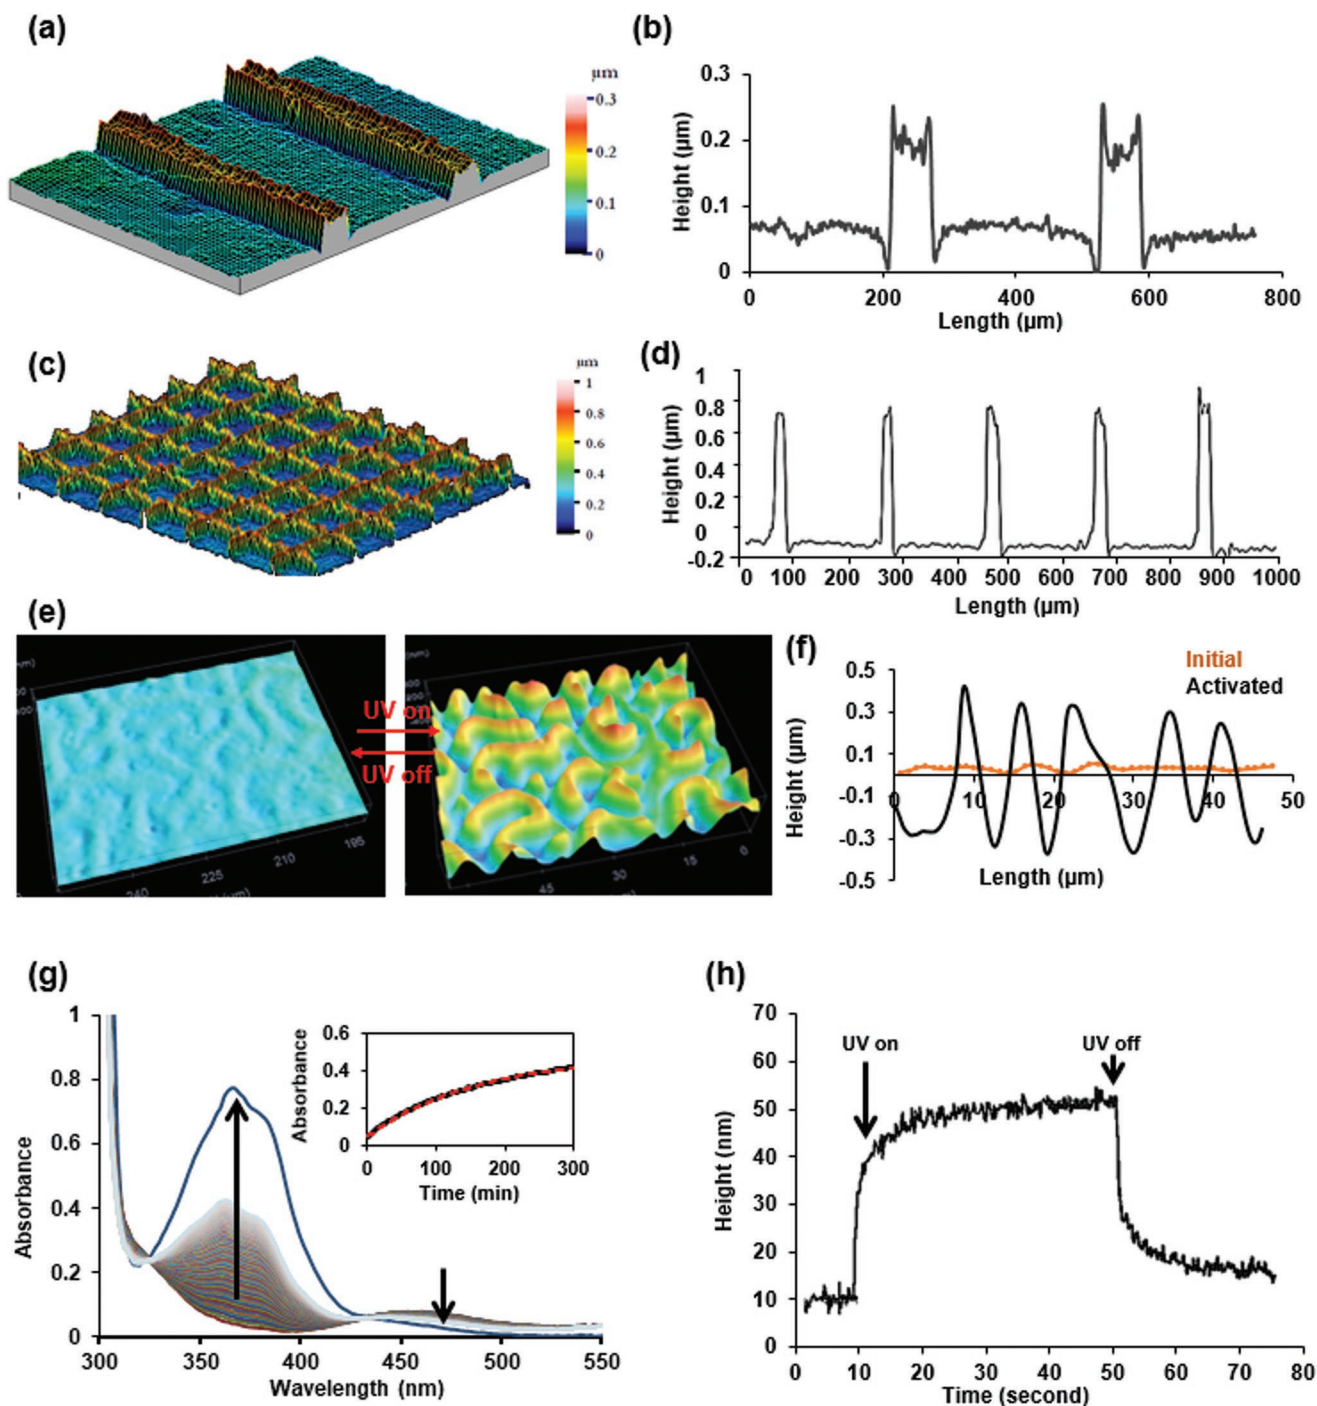 (a)
µm
0.3
0.2
0.1
0
(b)
0.3
0.2
0.1
0
Height (µm)
0 200 400 600 800
Length (µm)
(c)
µm
1
0.8
0.6
0.4
0.2
0
(d)
1
0.8
0.6
0.4
0.2
0
-0.2
Height (µm)
0 100 200 300 400 500 600 700 800 900 1000
Length (µm)
(e)
UV on
UV off
240 225 210 195
45 30 15 0
(f)
Initial
Activated
0.5
0.3
0.1
-0.1
-0.3
-0.5
Height (µm)
0 10 20 30 40 50
Length (µm)
(g)
1
0.8
0.6
0.4
0.2
0
Absorbance
300 350 400 450 500 550
Wavelength (nm)
0.6
0.4
0.2
0
Absorbance
0 100 200 300
Time (min)
(h)
70
60
50
40
30
20
10
0
Height (nm)
UV on
UV off
0 10 20 30 40 50 60 70 80
Time (second)